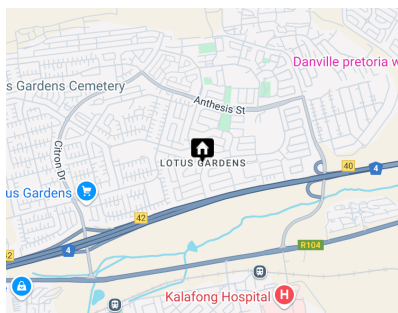 Danville pretoria w
s Gardens Cemetery
Anthesis St
Citron Dr
LOTUS GARDENS
40
4
us Gardens
42
52
4
R104
Kalafong Hospital
H